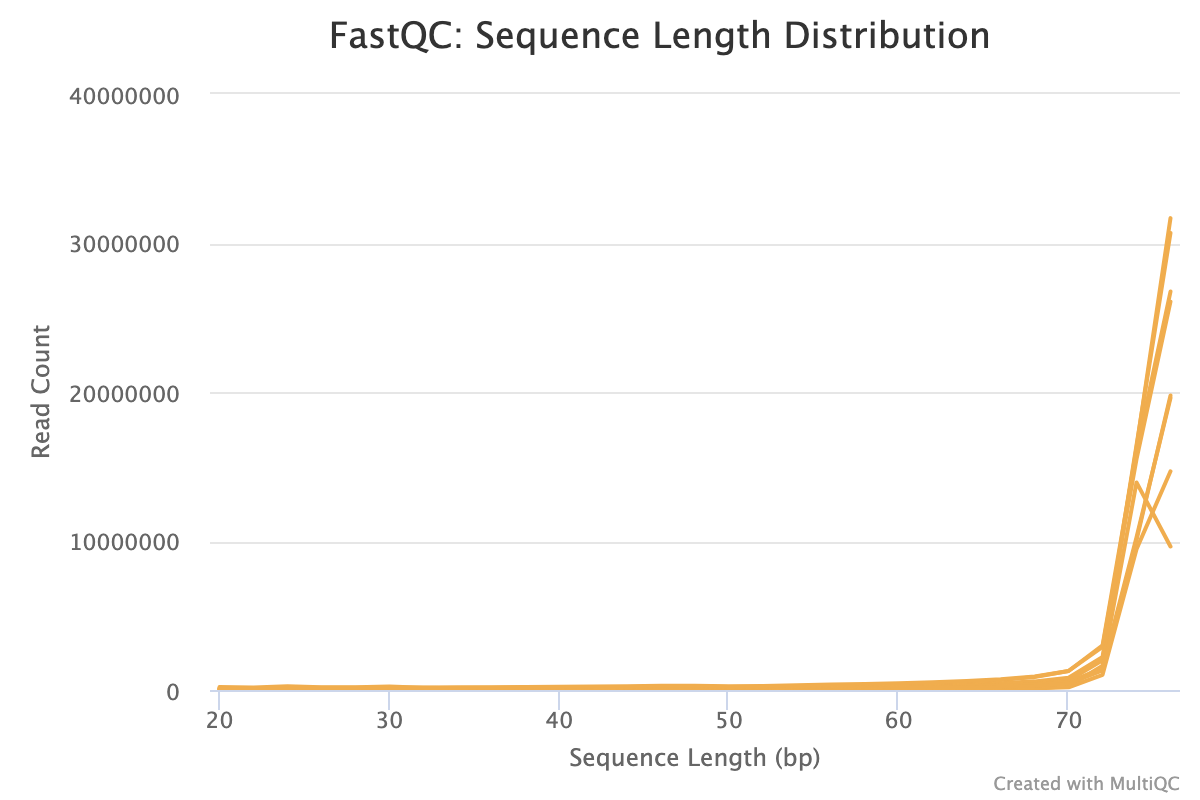 FastQC: Sequence Length Distribution
40000000
30000000
20000000
10000000
0
Read Count
20 30 40 50 60 70
Sequence Length (bp)
Created with MultiQC